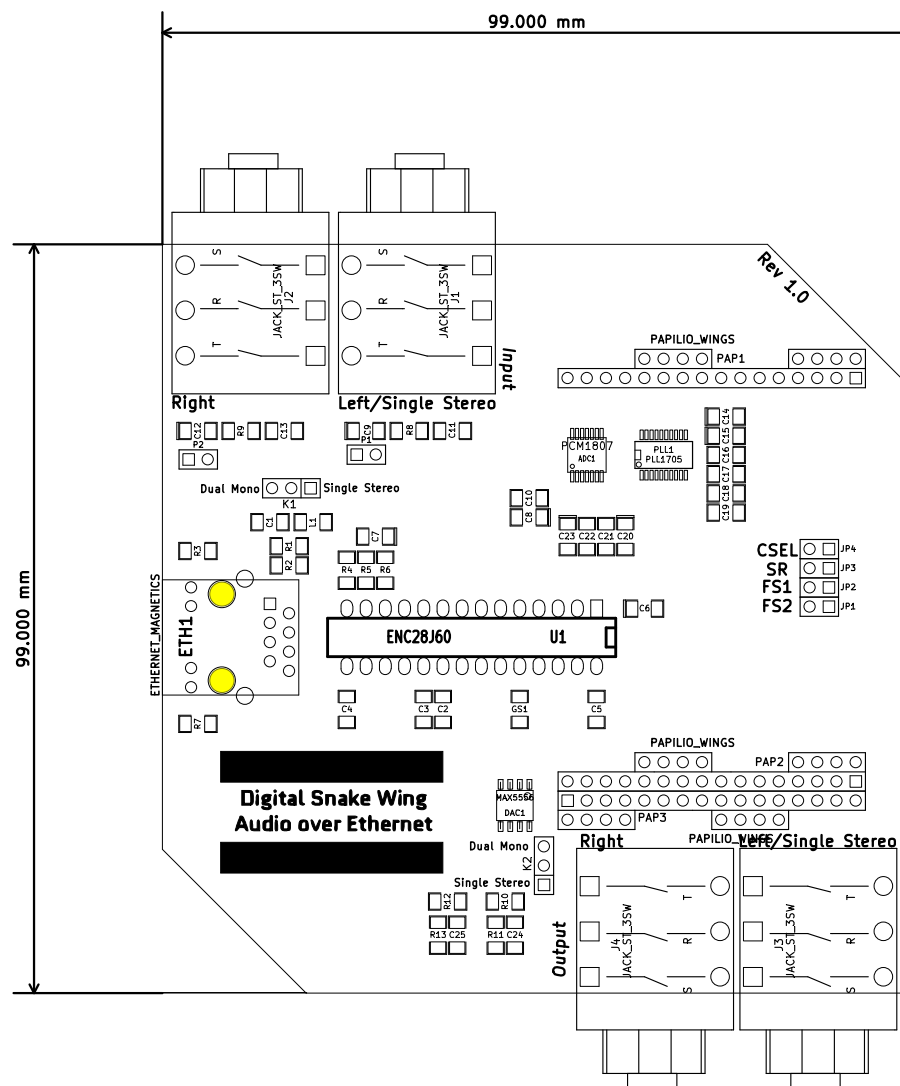 99.000 mm
99.000 mm
Rev 1.0
S
R
T
JACK_ST_3SW
J2
S
R
T
JACK_ST_3SW
J1
Input
Right
Left/Single Stereo
PAPILIO_WINGS
PAP1
C12
R9
C13
C9
R8
C11
P2
P1
PCM1807
ADC1
PLL1
PLL1705
C14
C15
C16
C17
C18
C19
Dual Mono
Single Stereo
K1
C10
C8
C1
L1
C7
R1
R2
R3
R4
R5
R6
C23
C22
C21
C20
CSEL
JP4
SR
JP3
FS1
JP2
FS2
JP1
ETHERNET_MAGNETICS
ETH1
ENC28J60
U1
C6
C4
C3
C2
GS1
C5
R7
PAPILIO_WINGS
PAP2
Digital Snake Wing
Audio over Ethernet
DAC1
PAP3
PAPILIO_WINGS
Right
Left/Single Stereo
Dual Mono
K2
Single Stereo
R12
R10
R13
C25
R11
C24
Output
T
R
S
J4
JACK_ST_3SW
T
R
S
J3
JACK_ST_3SW